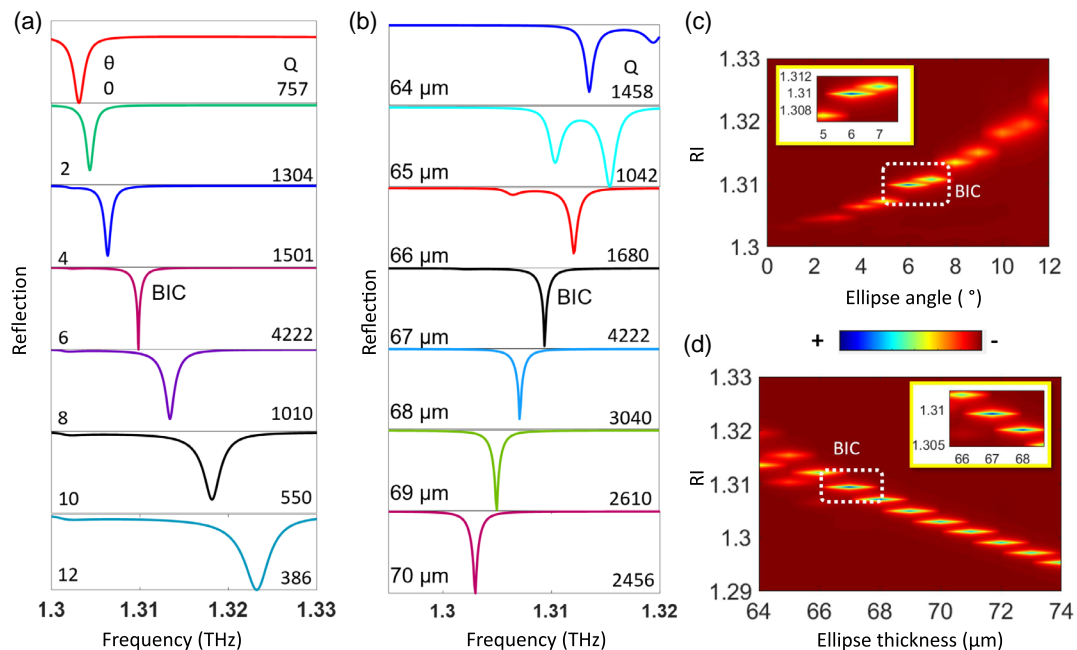 (a)
Reflection
θ Q
0 757
2 1304
4 1501
BIC
6 4222
8 1010
10 550
12 386
1.3 1.31 1.32 1.33
Frequency (THz)
(b)
Reflection
Q
64 μm 1458
65 μm 1042
66 μm 1680
BIC
67 μm 4222
68 μm 3040
69 μm 2610
70 μm 2456
1.3 1.31 1.32
Frequency (THz)
(c)
RI
1.33
1.32
1.31
1.3
1.312
1.31
1.308
5 6 7
BIC
0 2 4 6 8 10 12
Ellipse angle ( °)
+ -
(d)
RI
1.33
1.32
1.310
1.3
1.29
1.31
1.305
66 67 68
BIC
64 66 68 70 72 74
Ellipse thickness (μm)